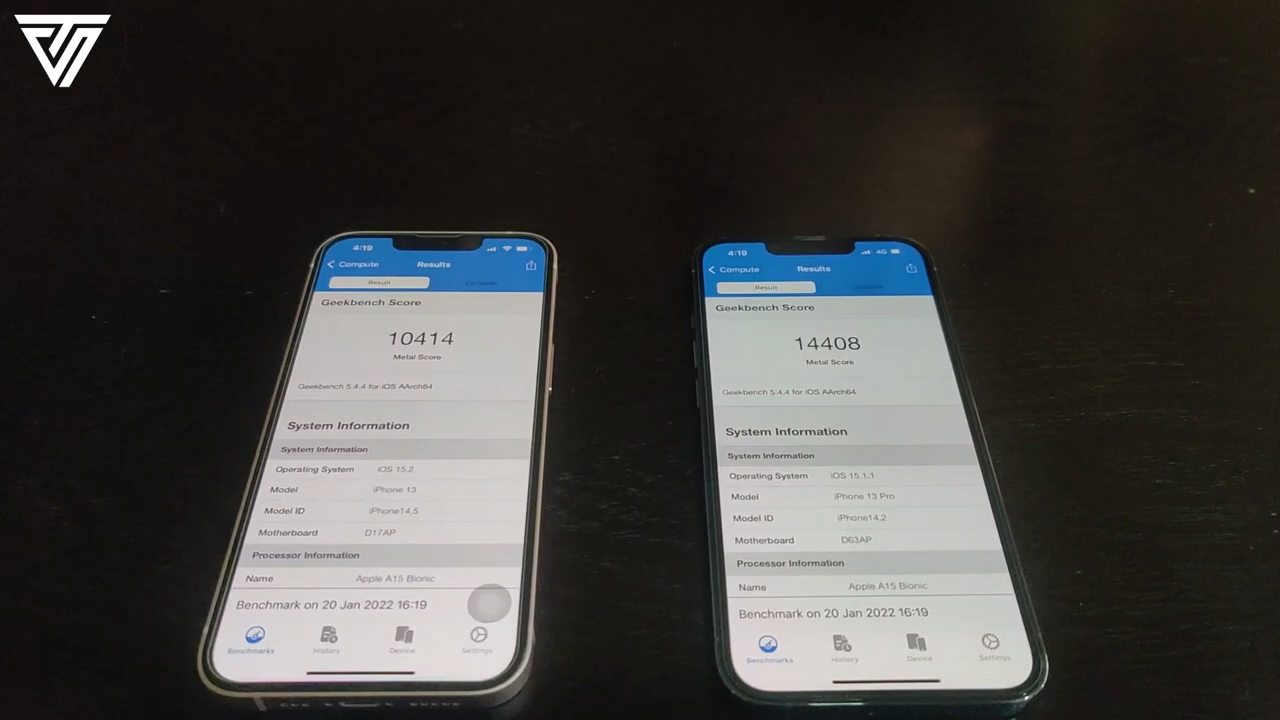 4:19
Compute
Results
Result
Compute
Geekbench Score
10414
Metal Score
Geekbench 5.4.4 for iOS AArch64
System Information
System Information
Operating System iOS 15.2
Model iPhone 13
Model ID iPhone14,5
Motherboard D17AP
Processor Information
Name Apple A15 Bionic
Benchmark on 20 Jan 2022 16:19
Benchmarks
History
Device
Settings
4:19
4G
Compute
Results
Result
Compute
Geekbench Score
14408
Metal Score
Geekbench 5.4.4 for iOS AArch64
System Information
System Information
Operating System iOS 15.1.1
Model iPhone 13 Pro
Model ID iPhone14,2
Motherboard D63AP
Processor Information
Name Apple A15 Bionic
Benchmark on 20 Jan 2022 16:19
Benchmarks
History
Device
Settings